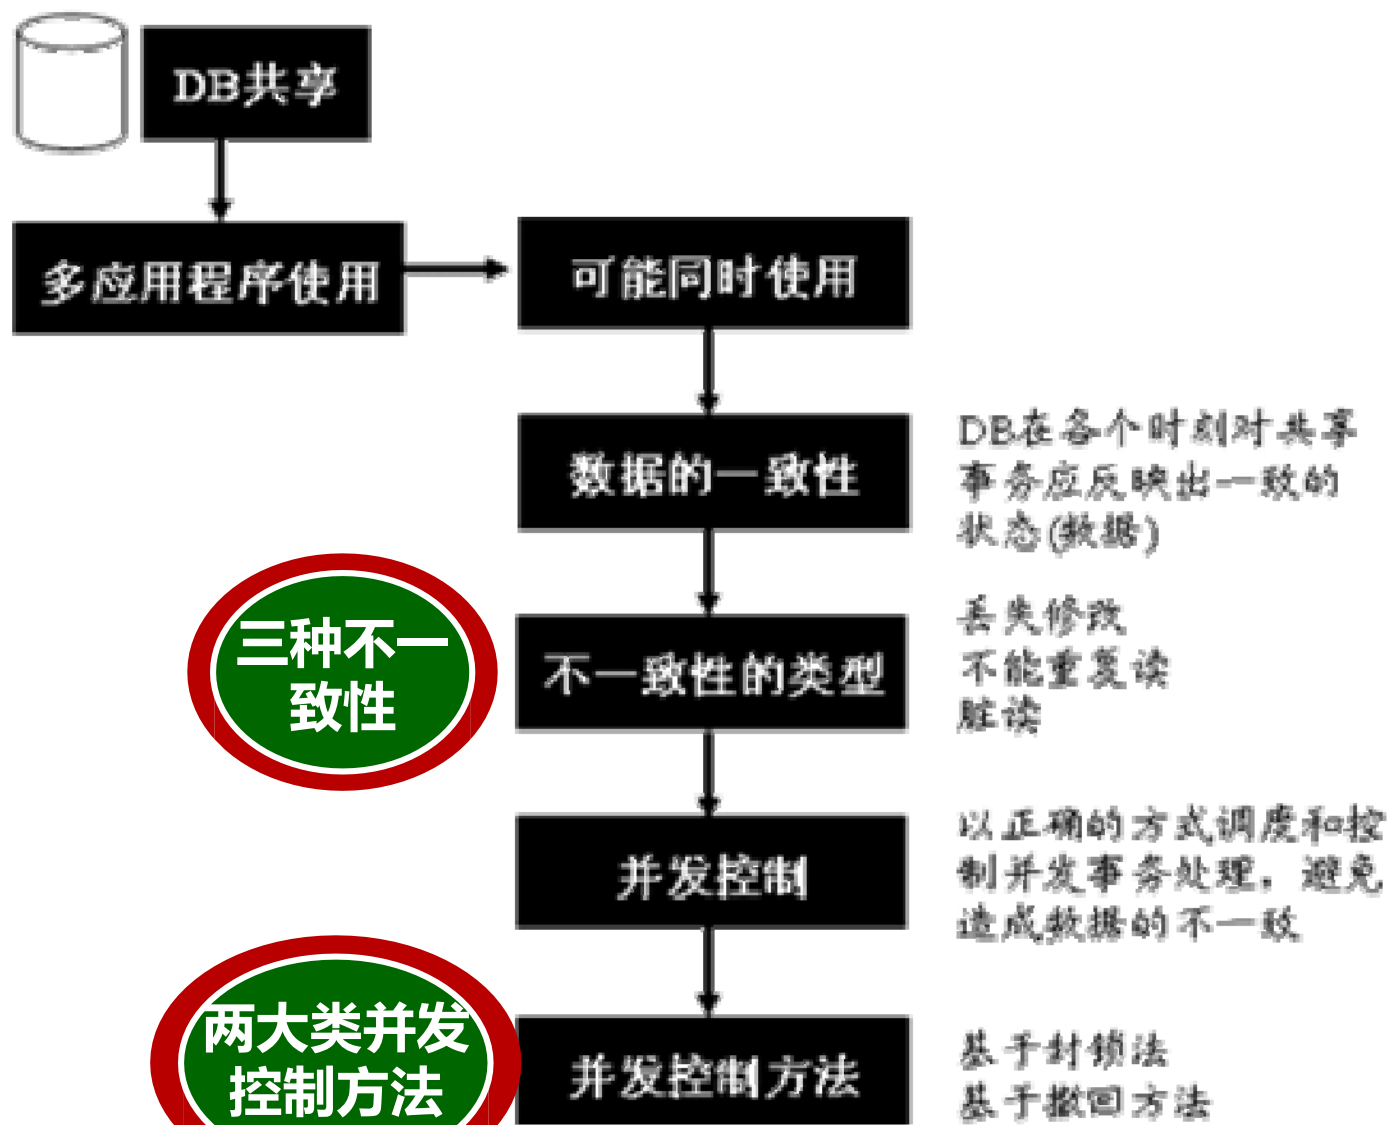 DB共享
多应用程序使用
可能同时使用
数据的一致性
DB在各个时刻对共享
事务应反映出一致的
状态(数据)
三种不一
致性
不一致性的类型
丢失修改
不能重复读
脏读
并发控制
以正确的方式调度和控
制并发事务处理，避免
造成数据的不一致
两大类并发
控制方法
并发控制方法
基于封锁法
基于撤回方法